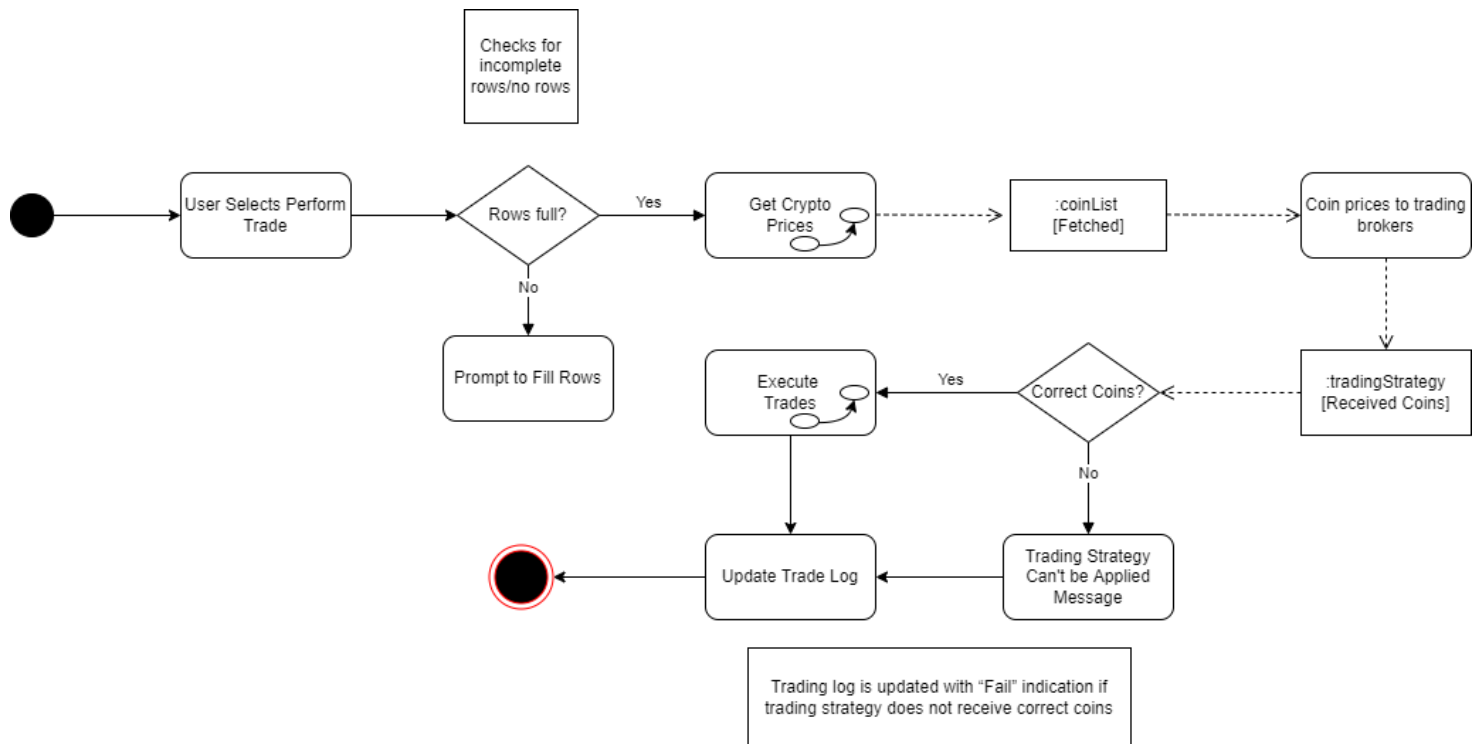 Checks for
incomplete
rows/no rows
User Selects Perform
Trade
Rows full?
Yes
Get Crypto
Prices
:coinList
[Fetched]
Coin prices to trading
brokers
No
Prompt to Fill Rows
Execute
Trades
Yes
Correct Coins?
:tradingStrategy
[Received Coins]
No
Update Trade Log
Trading Strategy
Can't be Applied
Message
Trading log is updated with “Fail” indication if
trading strategy does not receive correct coins